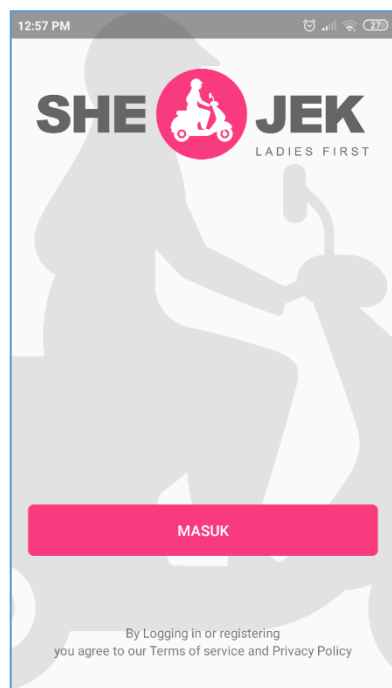 12:57 PM 27
SHE JEK
LADIES FIRST
MASUK
By Logging in or registering
you agree to our Terms of service and Privacy Policy